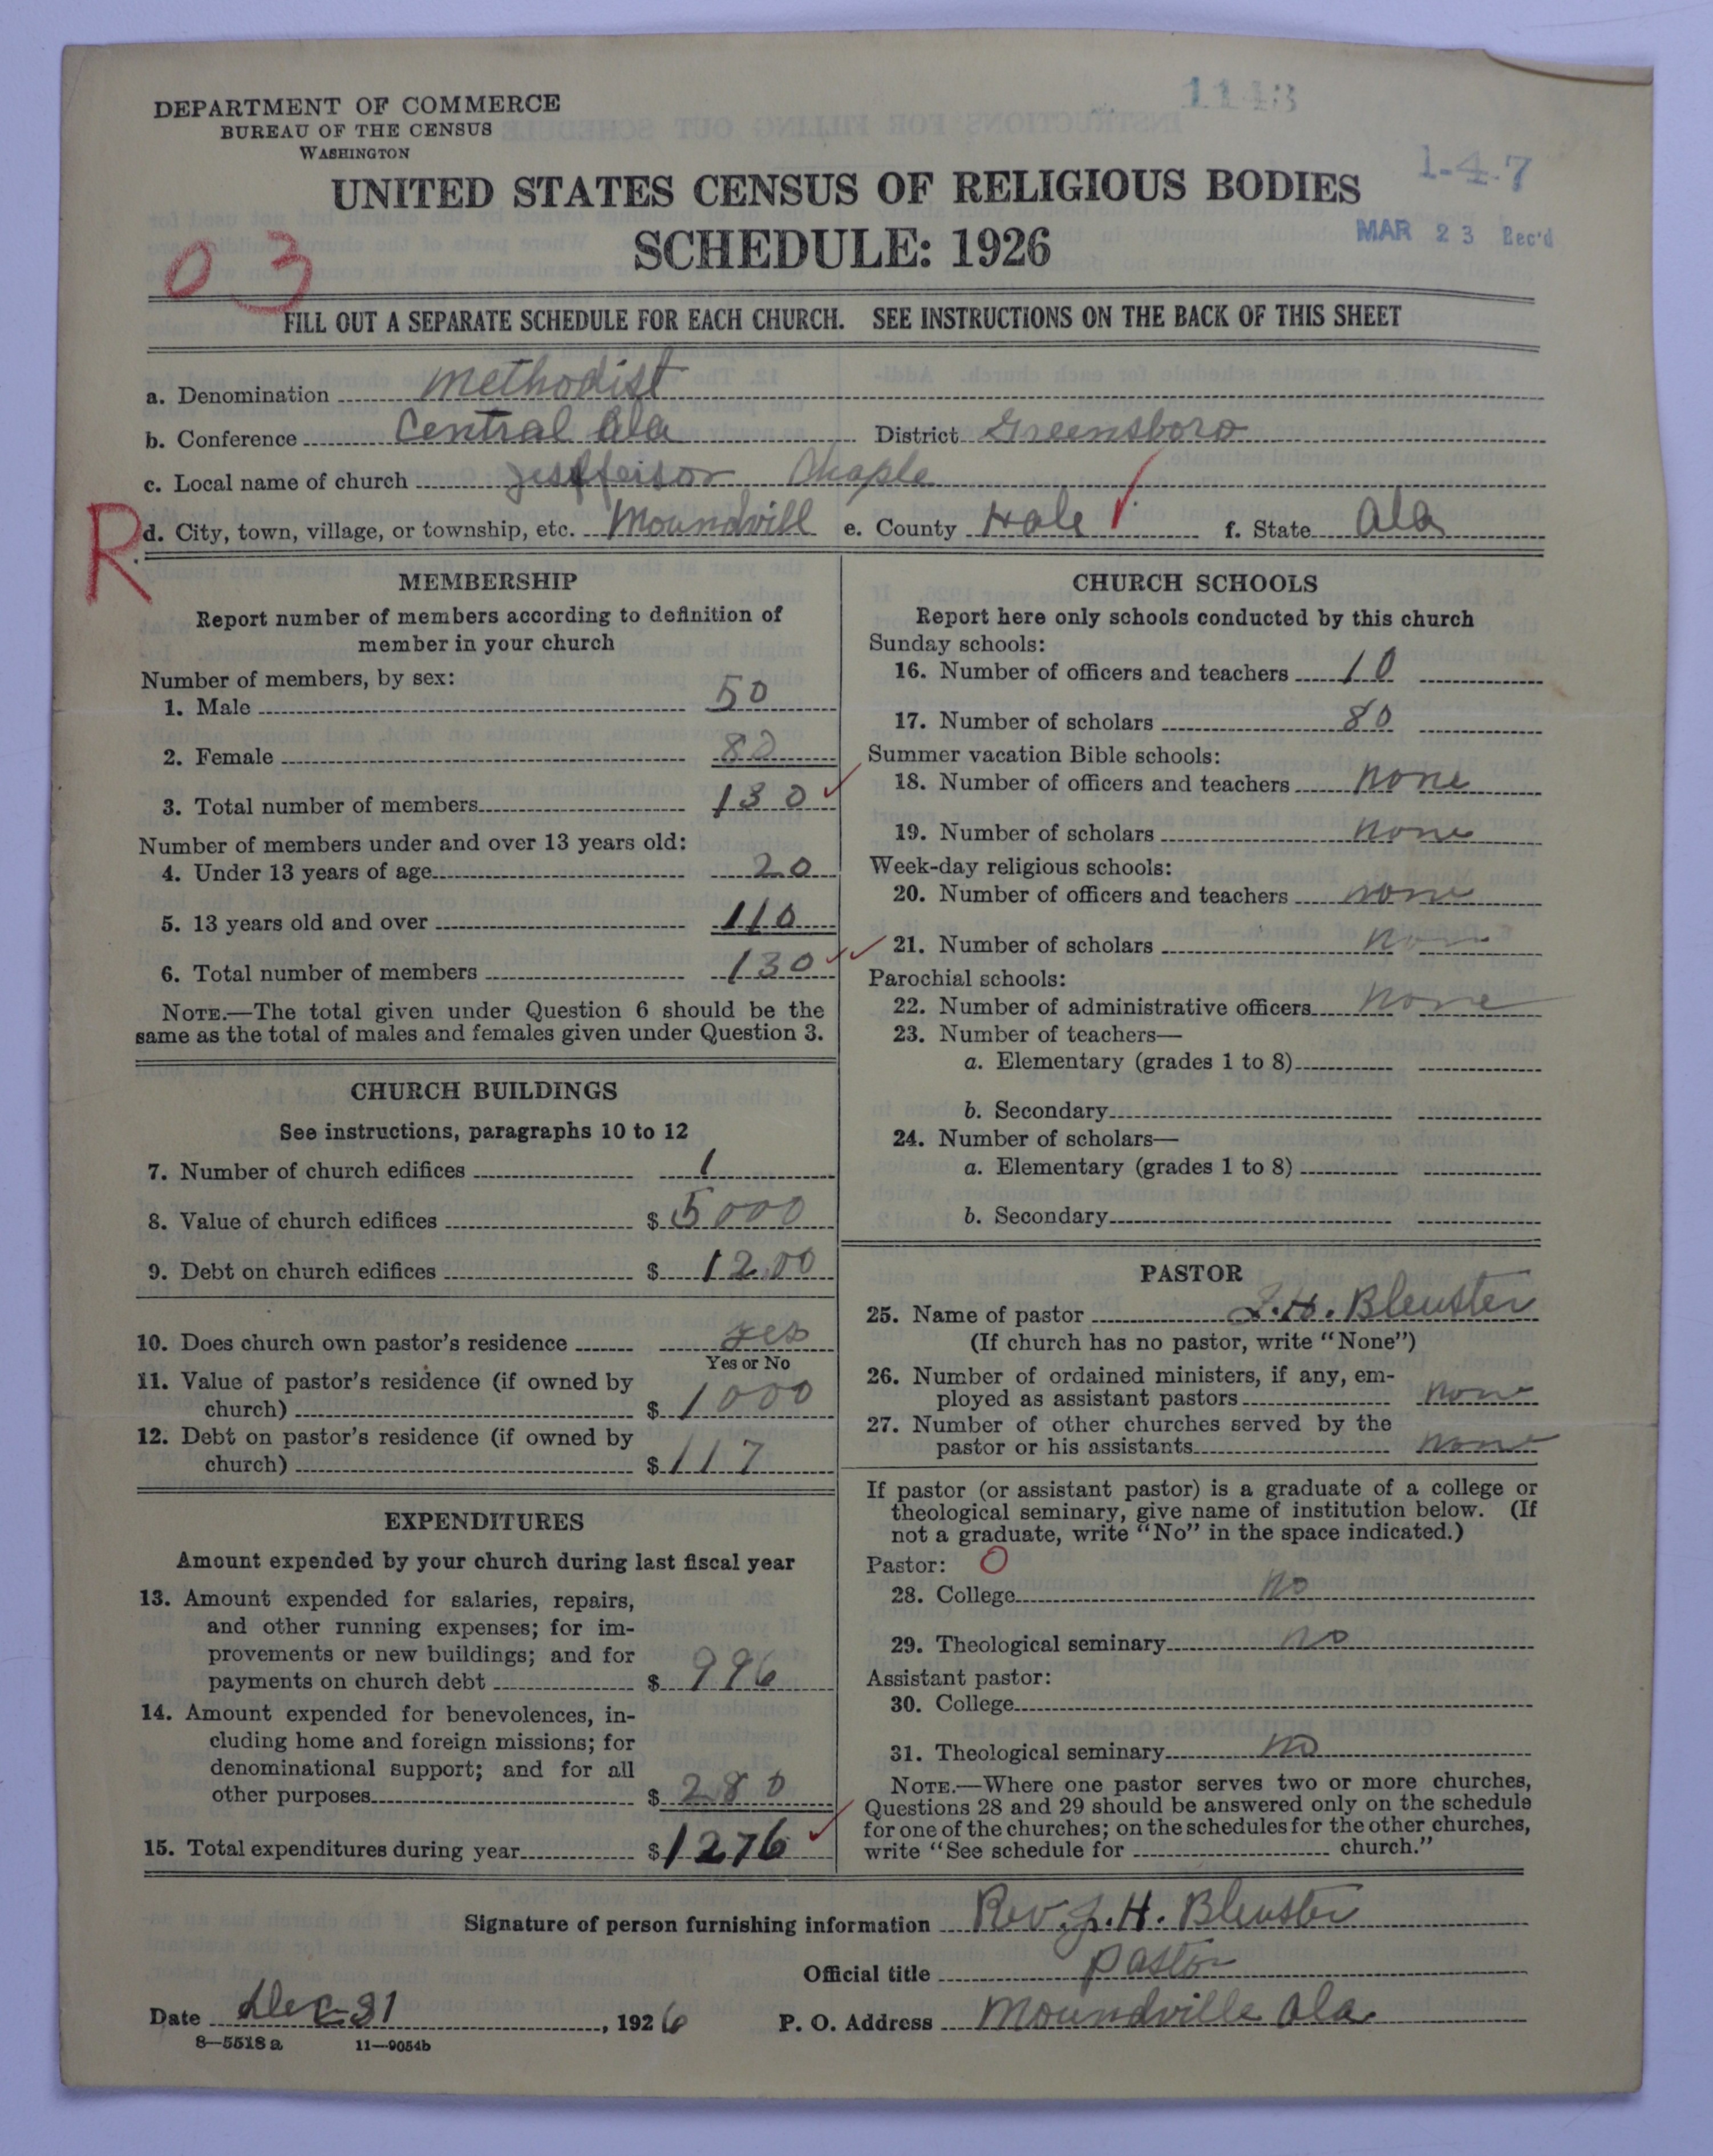 1143
DEPARTMENT OF COMMERCE
BUREAU OF THE CENSUS
WASHINGTON
1-4-7
UNITED STATES CENSUS OF RELIGIOUS BODIES
SCHEDULE: 1926
MAR 23 Rec'd
03
FILL OUT A SEPARATE SCHEDULE FOR EACH CHURCH. SEE INSTRUCTIONS ON THE BACK OF THIS SHEET
a. Denomination Methodist
b. Conference Central Ala District Greensboro
c. Local name of church Chaple
R d. City, town, village, or township, etc. Moundvill e. County Hale f. State Ala
MEMBERSHIP
Report number of members according to definition of
member in your church
Number of members, by sex:
1. Male 50
2. Female 80
3. Total number of members 130
Number of members under and over 13 years old:
4. Under 13 years of age 20
5. 13 years old and over 110
6. Total number of members 130
NOTE.—The total given under Question 6 should be the
same as the total of males and females given under Question 3.
CHURCH BUILDINGS
See instructions, paragraphs 10 to 12
7. Number of church edifices 1
8. Value of church edifices $ 5000
9. Debt on church edifices $ 12.00
10. Does church own pastor's residence yes
Yes or No
11. Value of pastor's residence (if owned by
church) $ 1000
12. Debt on pastor's residence (if owned by
church) $ 117
EXPENDITURES
Amount expended by your church during last fiscal year
13. Amount expended for salaries, repairs,
and other running expenses; for im-
provements or new buildings; and for
payments on church debt $ 996
14. Amount expended for benevolences, in-
cluding home and foreign missions; for
denominational support; and for all
other purposes $ 280
15. Total expenditures during year $ 1276
CHURCH SCHOOLS
Report here only schools conducted by this church
Sunday schools:
16. Number of officers and teachers 10
17. Number of scholars 80
Summer vacation Bible schools:
18. Number of officers and teachers none
19. Number of scholars none
Week-day religious schools:
20. Number of officers and teachers none
21. Number of scholars non
Parochial schools:
22. Number of administrative officers none
23. Number of teachers—
a. Elementary (grades 1 to 8)
b. Secondary
24. Number of scholars—
a. Elementary (grades 1 to 8)
b. Secondary
PASTOR
25. Name of pastor J. H. Bleuster
(If church has no pastor, write "None")
26. Number of ordained ministers, if any, em-
ployed as assistant pastors none
27. Number of other churches served by the
pastor or his assistants none
If pastor (or assistant pastor) is a graduate of a college or
theological seminary, give name of institution below. (If
not a graduate, write "No" in the space indicated.)
Pastor: O
28. College no
29. Theological seminary no
Assistant pastor:
30. College
31. Theological seminary no
NOTE.—Where one pastor serves two or more churches,
Questions 28 and 29 should be answered only on the schedule
for one of the churches; on the schedules for the other churches,
write "See schedule for church."
Signature of person furnishing information Rev. J. H. Bleuster
Official title pastor
Date Dec 31, 1926 P. O. Address Moundville Ala
8—5518a 11—9054b